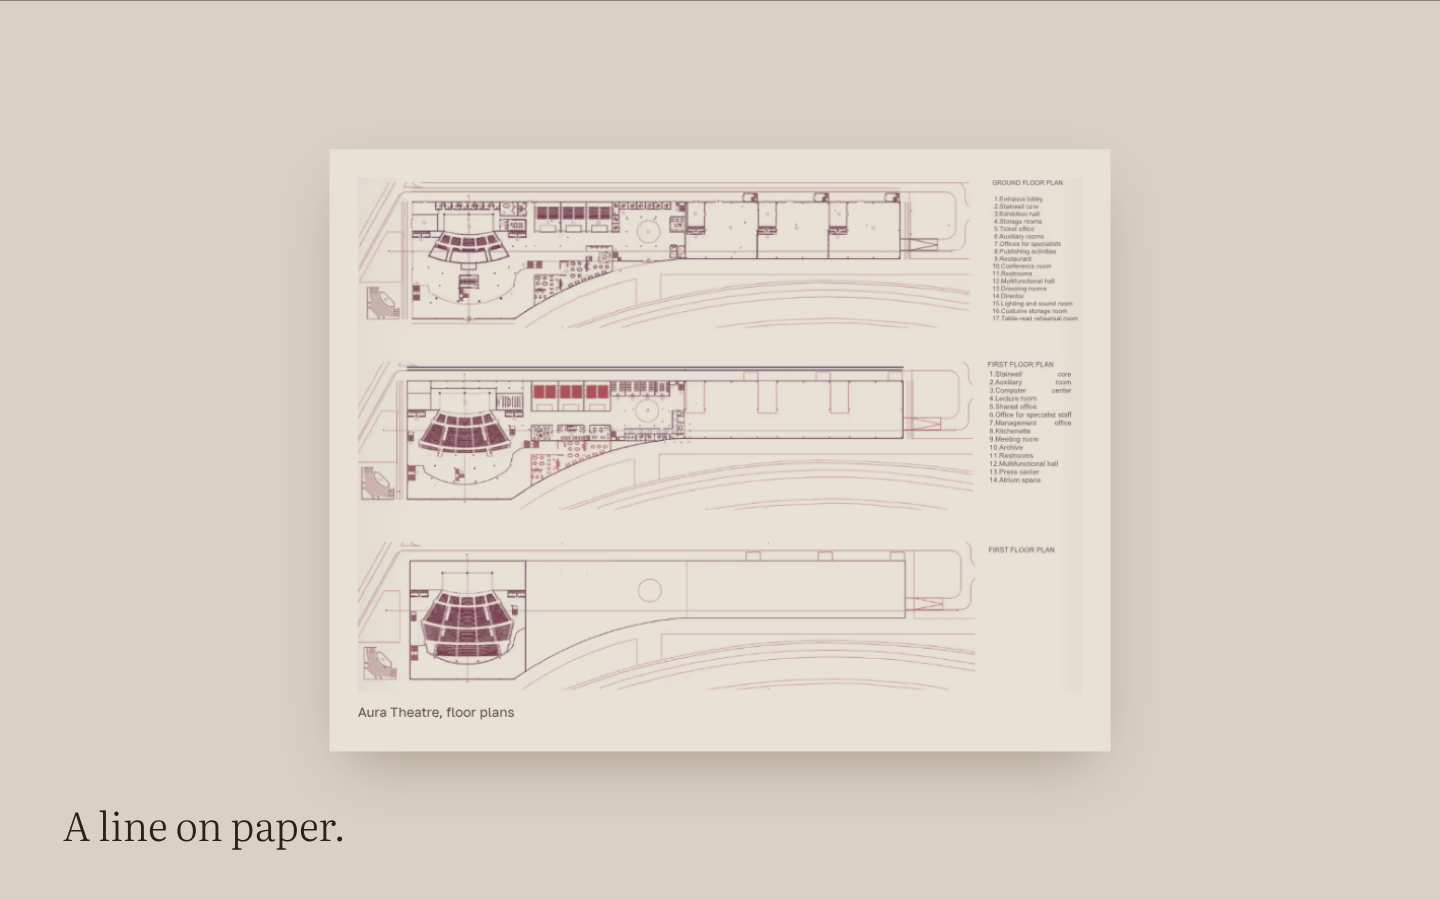 GROUND FLOOR PLAN
1.Entrance lobby
2.Stairwell core
3.Exhibition hall
4.Storage rooms
5.Ticket office
6.Auxiliary rooms
7.Offices for specialists
8.Publishing activities
9.Restaurant
10.Conference room
11.Restrooms
12.Multifunctional hall
13.Dressing rooms
14.Director
15.Lighting and sound room
16.Costume storage room
17.Table-read rehearsal room
FIRST FLOOR PLAN
1.Stairwell core
2.Auxiliary room
3.Computer center
4.Lecture room
5.Shared office
6.Office for specialist staff
7.Management office
8.Kitchenette
9.Meeting room
10.Archive
11.Restrooms
12.Multifunctional hall
13.Press center
14.Atrium space
FIRST FLOOR PLAN
Aura Theatre, floor plans
A line on paper.